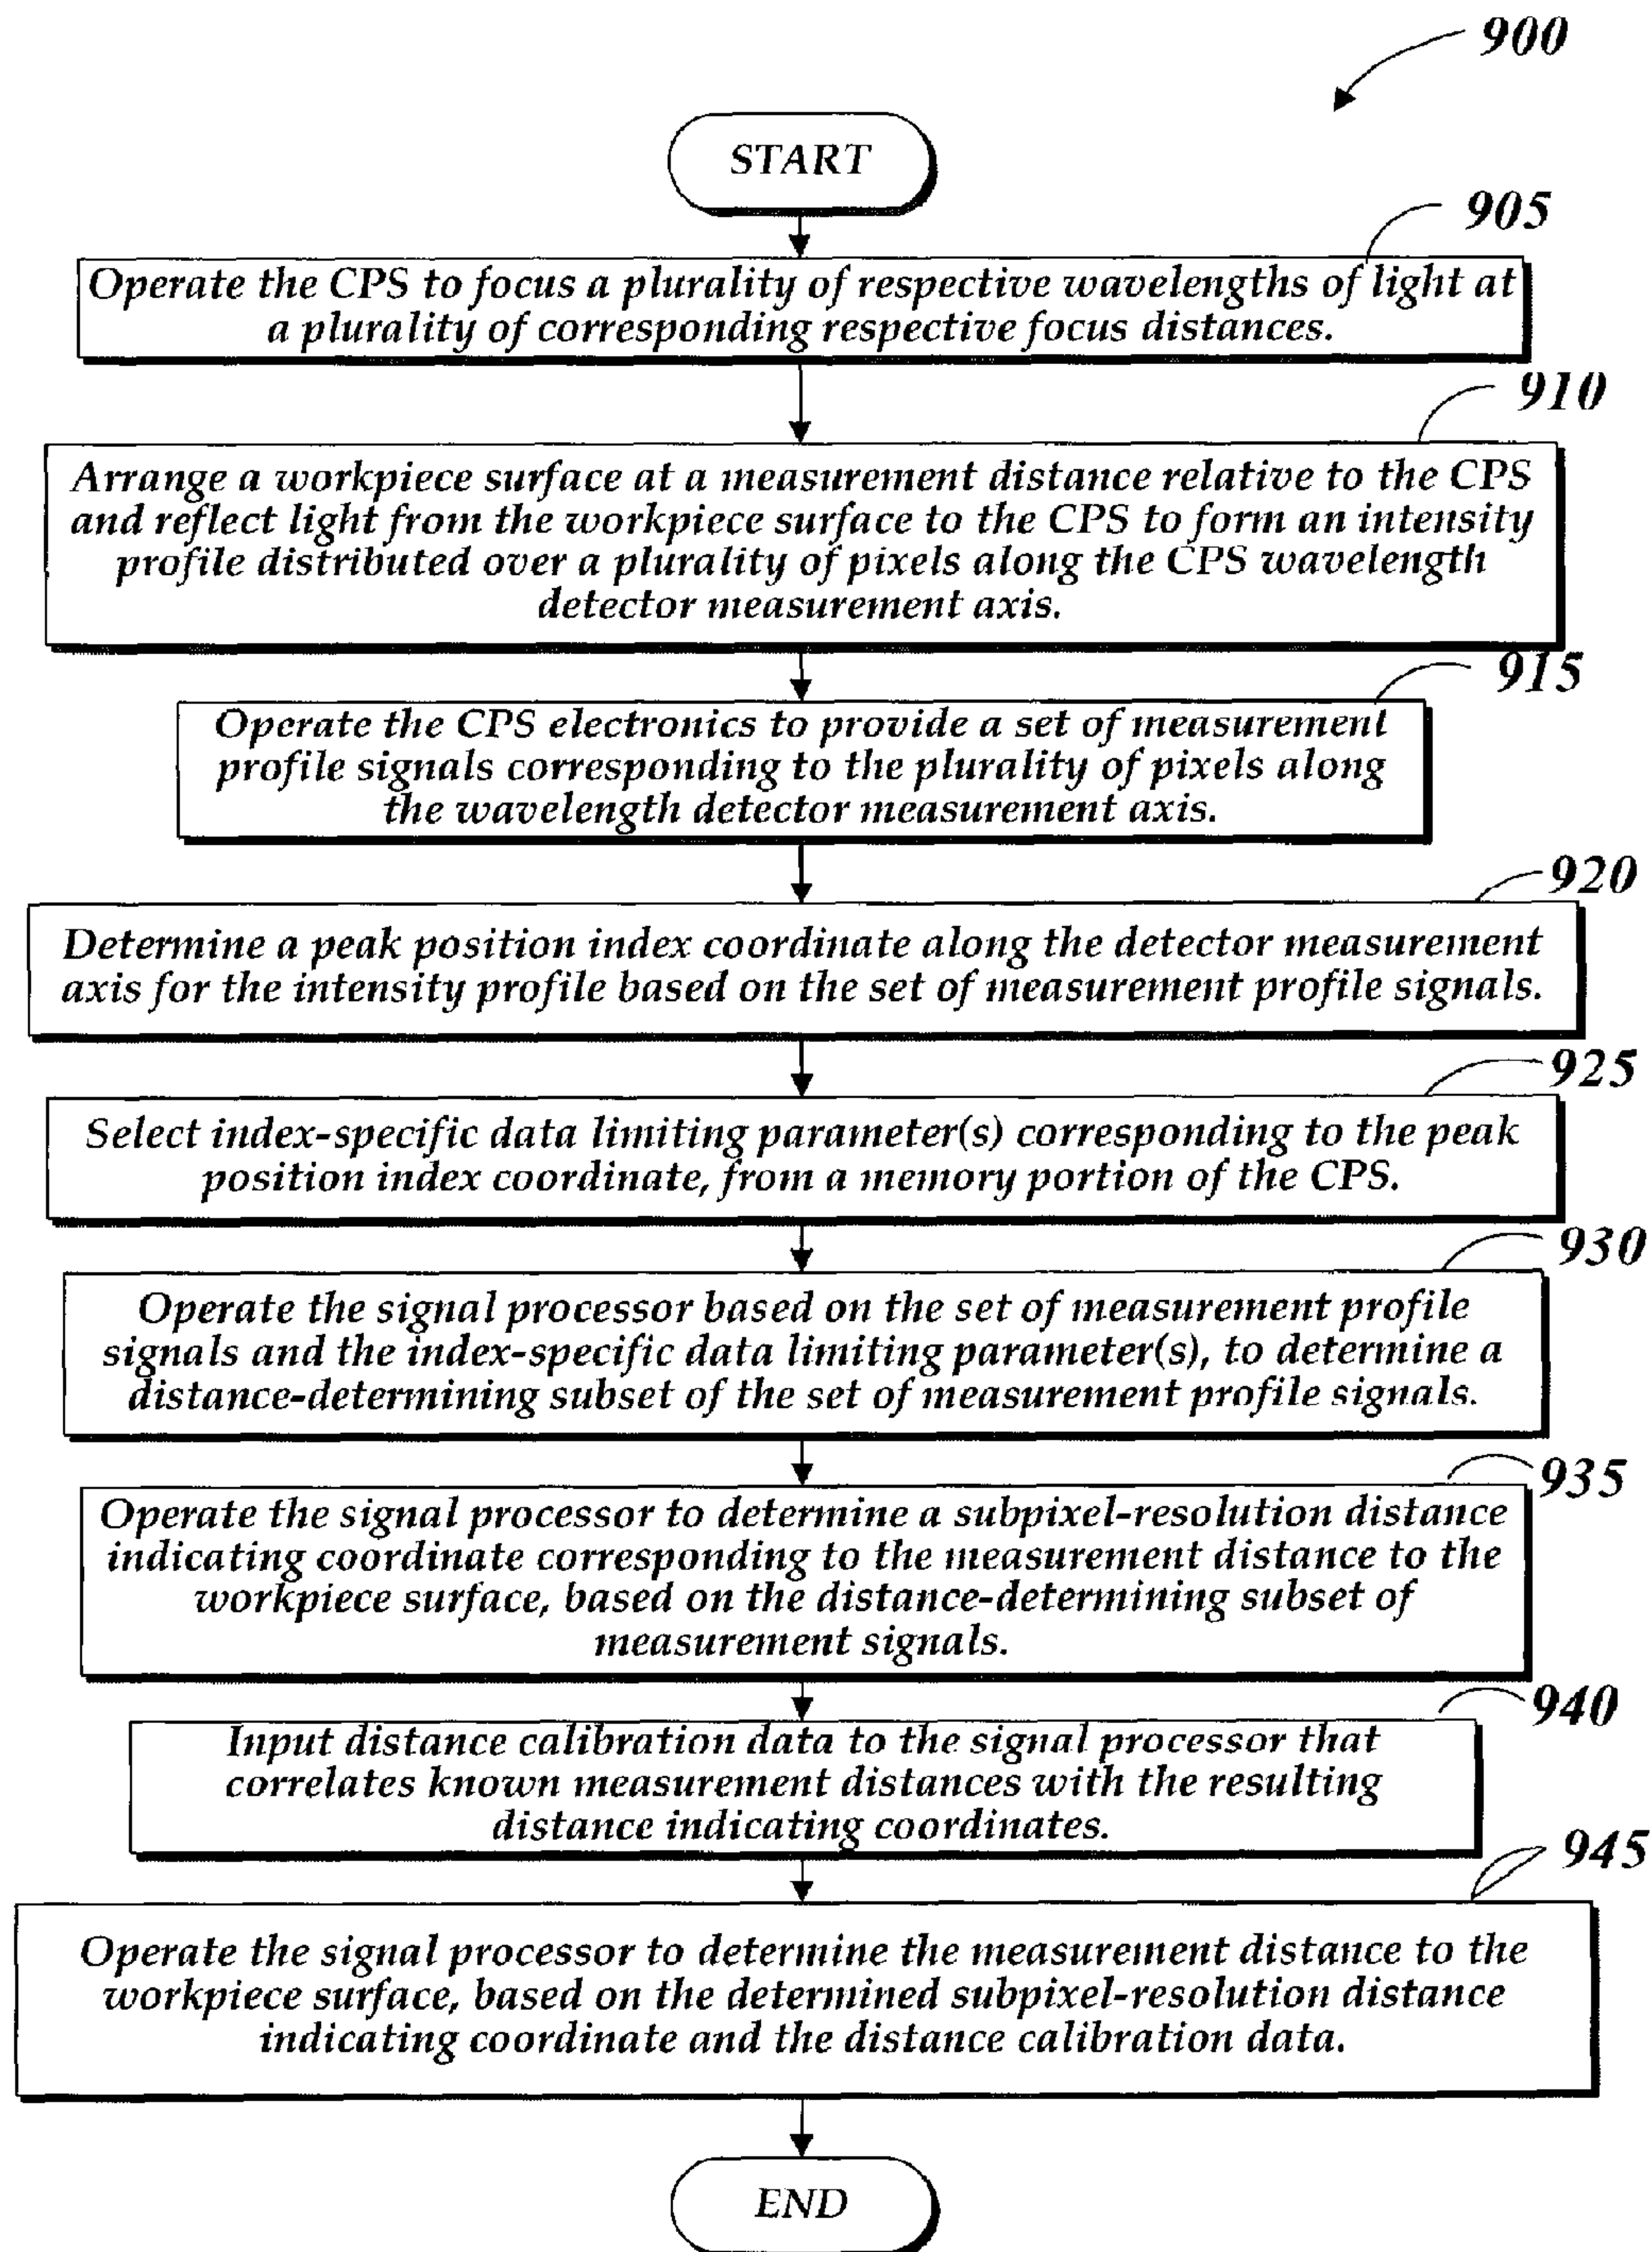 900
START
905
Operate the CPS to focus a plurality of respective wavelengths of light at
a plurality of corresponding respective focus distances.
910
Arrange a workpiece surface at a measurement distance relative to the CPS
and reflect light from the workpiece surface to the CPS to form an intensity
profile distributed over a plurality of pixels along the CPS wavelength
detector measurement axis.
915
Operate the CPS electronics to provide a set of measurement
profile signals corresponding to the plurality of pixels along
the wavelength detector measurement axis.
920
Determine a peak position index coordinate along the detector measurement
axis for the intensity profile based on the set of measurement profile signals.
925
Select index-specific data limiting parameter(s) corresponding to the peak
position index coordinate, from a memory portion of the CPS.
930
Operate the signal processor based on the set of measurement profile
signals and the index-specific data limiting parameter(s), to determine a
distance-determining subset of the set of measurement profile signals.
935
Operate the signal processor to determine a subpixel-resolution distance
indicating coordinate corresponding to the measurement distance to the
workpiece surface, based on the distance-determining subset of
measurement signals.
940
Input distance calibration data to the signal processor that
correlates known measurement distances with the resulting
distance indicating coordinates.
945
Operate the signal processor to determine the measurement distance to the
workpiece surface, based on the determined subpixel-resolution distance
indicating coordinate and the distance calibration data.
END